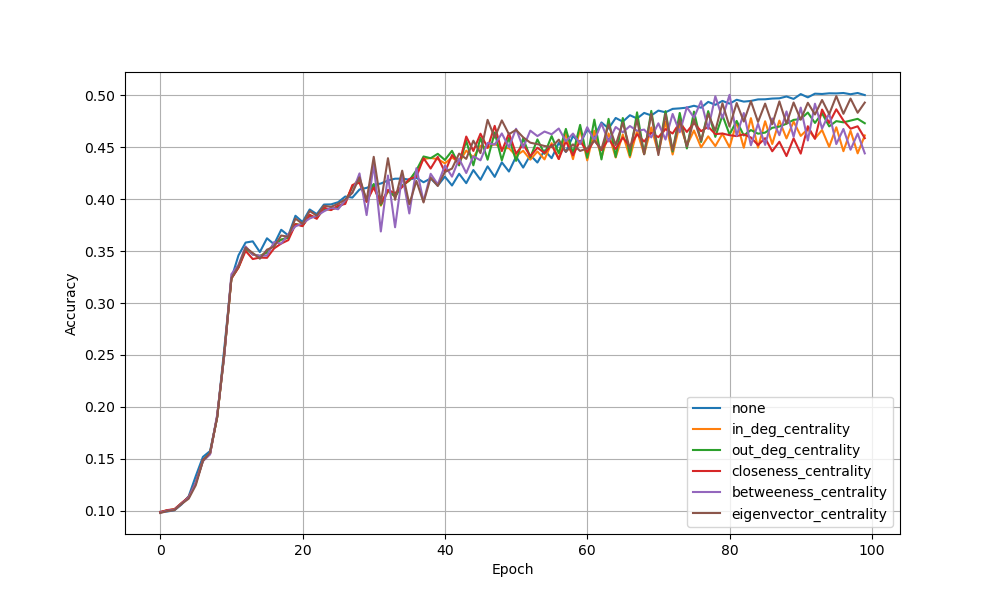 0.50
0.45
0.40
0.35
0.30
0.25
0.20
0.15
0.10
Accuracy
0 20 40 60 80 100
Epoch
none
in_deg_centrality
out_deg_centrality
closeness_centrality
betweeness_centrality
eigenvector_centrality